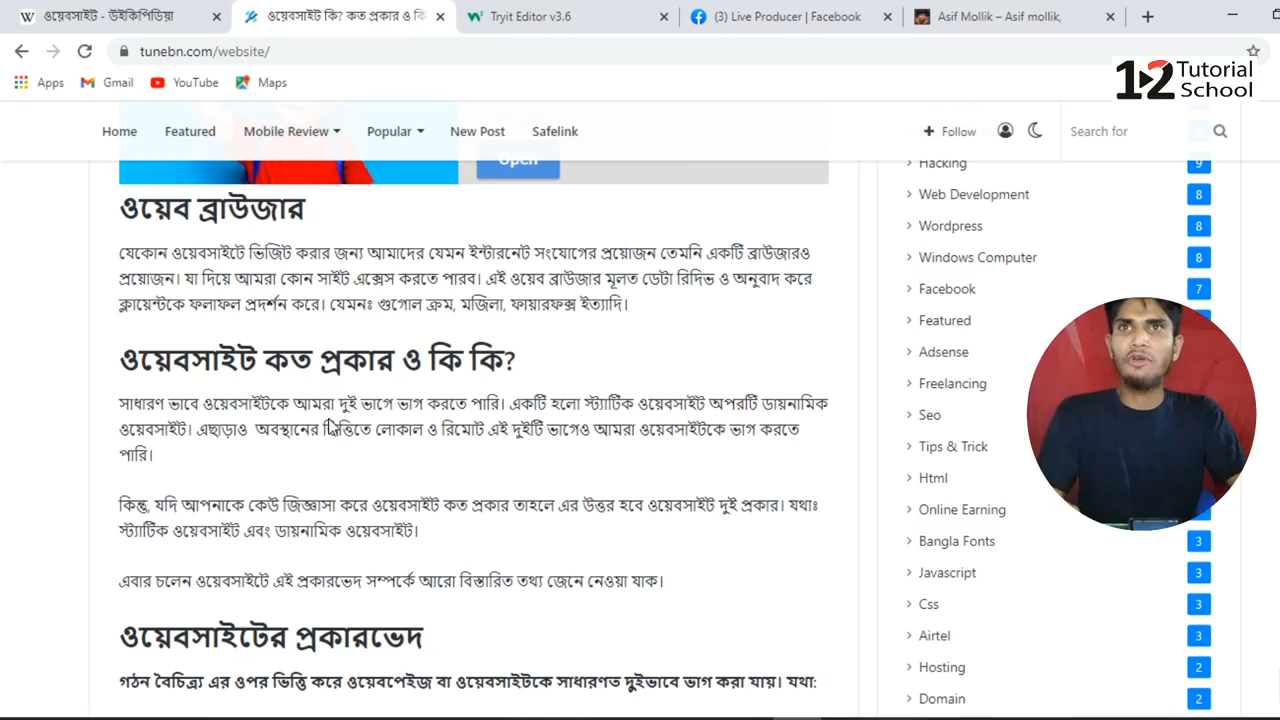 ওয়েবসাইট - উইকিপিডিয়া
ওয়েবসাইট কি? কত প্রকার ও কি
Tryit Editor v3.6
(3) Live Producer | Facebook
Asif Mollik – Asif mollik,
tunebn.com/website/
Apps
Gmail
YouTube
Maps
12 Tutorial School
Home
Featured
Mobile Review
Popular
New Post
Safelink
Follow
Search for
Open
ওয়েব ব্রাউজার
যেকোন ওয়েবসাইটে ভিজিট করার জন্য আমাদের যেমন ইন্টারনেট সংযোগের প্রয়োজন তেমনি একটি ব্রাউজারও
প্রয়োজন। যা দিয়ে আমরা কোন সাইট এক্সেস করতে পারব। এই ওয়েব ব্রাউজার মূলত ডেটা রিদিভ ও অনুবাদ করে
ক্লায়েন্টকে ফলাফল প্রদর্শন করে। যেমনঃ গুগোল ক্রম, মজিলা, ফায়ারফক্স ইত্যাদি।
ওয়েবসাইট কত প্রকার ও কি কি?
সাধারণ ভাবে ওয়েবসাইটকে আমরা দুই ভাগে ভাগ করতে পারি। একটি হলো স্ট্যাটিক ওয়েবসাইট অপরটি ডায়নামিক
ওয়েবসাইট। এছাড়াও অবস্থানের ভিত্তিতে লোকাল ও রিমোট এই দুইটি ভাগেও আমরা ওয়েবসাইটকে ভাগ করতে
পারি।
কিন্তু, যদি আপনাকে কেউ জিজ্ঞাসা করে ওয়েবসাইট কত প্রকার তাহলে এর উত্তর হবে ওয়েবসাইট দুই প্রকার। যথাঃ
স্ট্যাটিক ওয়েবসাইট এবং ডায়নামিক ওয়েবসাইট।
এবার চলেন ওয়েবসাইটে এই প্রকারভেদ সম্পর্কে আরো বিস্তারিত তথ্য জেনে নেওয়া যাক।
ওয়েবসাইটের প্রকারভেদ
গঠন বৈচিত্র্য এর ওপর ভিত্তি করে ওয়েবপেইজ বা ওয়েবসাইটকে সাধারণত দুইভাবে ভাগ করা যায়। যথা:
Hacking 9
Web Development 8
Wordpress 8
Windows Computer 8
Facebook 7
Featured
Adsense
Freelancing
Seo
Tips & Trick
Html
Online Earning
Bangla Fonts 3
Javascript 3
Css 3
Airtel 3
Hosting 2
Domain 2